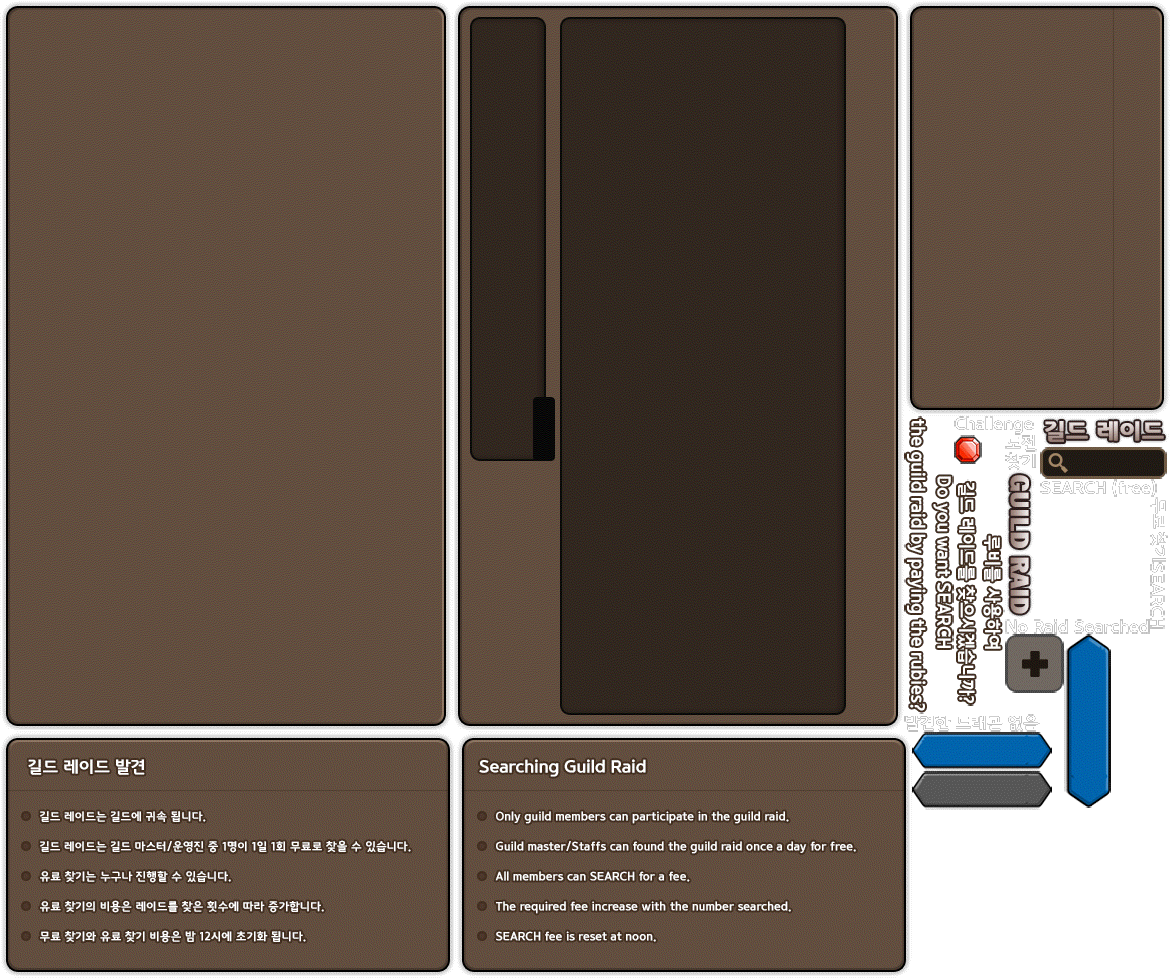 Challenge
도전
찾기
길드 레이드
SEARCH (free)
무료 찾기
SEARCH
GUILD RAID
루비를 사용하여
길드 레이드를 찾으시겠습니까?
Do you want SEARCH
the guild raid by paying the rubies?
No Raid Searched
발견한 드래곤 없음
길드 레이드 발견
길드 레이드는 길드에 귀속 됩니다.
길드 레이드는 길드 마스터/운영진 중 1명이 1일 1회 무료로 찾을 수 있습니다.
유료 찾기는 누구나 진행할 수 있습니다.
유료 찾기의 비용은 레이드를 찾은 횟수에 따라 증가합니다.
무료 찾기와 유료 찾기 비용은 밤 12시에 초기화 됩니다.
Searching Guild Raid
Only guild members can participate in the guild raid.
Guild master/Staffs can found the guild raid once a day for free.
All members can SEARCH for a fee.
The required fee increase with the number searched.
SEARCH fee is reset at noon.